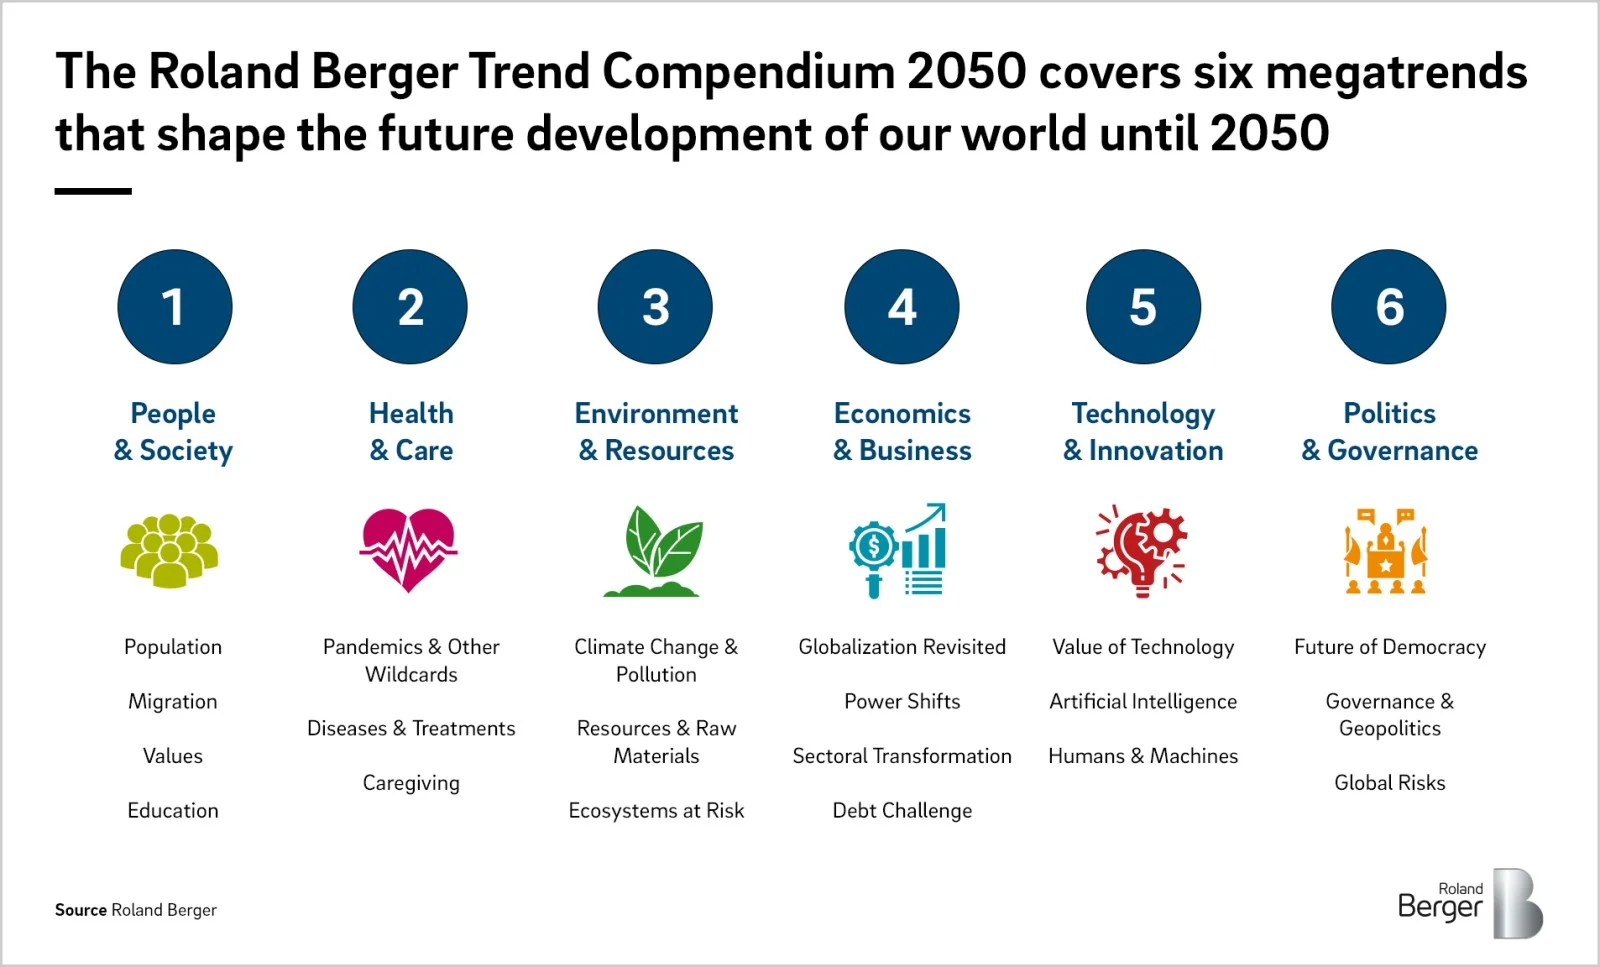 The Roland Berger Trend Compendium 2050 covers six megatrends
that shape the future development of our world until 2050
1
People
& Society
Population
Migration
Values
Education
2
Health
& Care
Pandemics & Other
Wildcards
Diseases & Treatments
Caregiving
3
Environment
& Resources
Climate Change &
Pollution
Resources & Raw
Materials
Ecosystems at Risk
4
Economics
& Business
$
Globalization Revisited
Power Shifts
Sectoral Transformation
Debt Challenge
5
Technology
& Innovation
Value of Technology
Artificial Intelligence
Humans & Machines
6
Politics
& Governance
Future of Democracy
Governance &
Geopolitics
Global Risks
Source Roland Berger
Roland
Berger
B